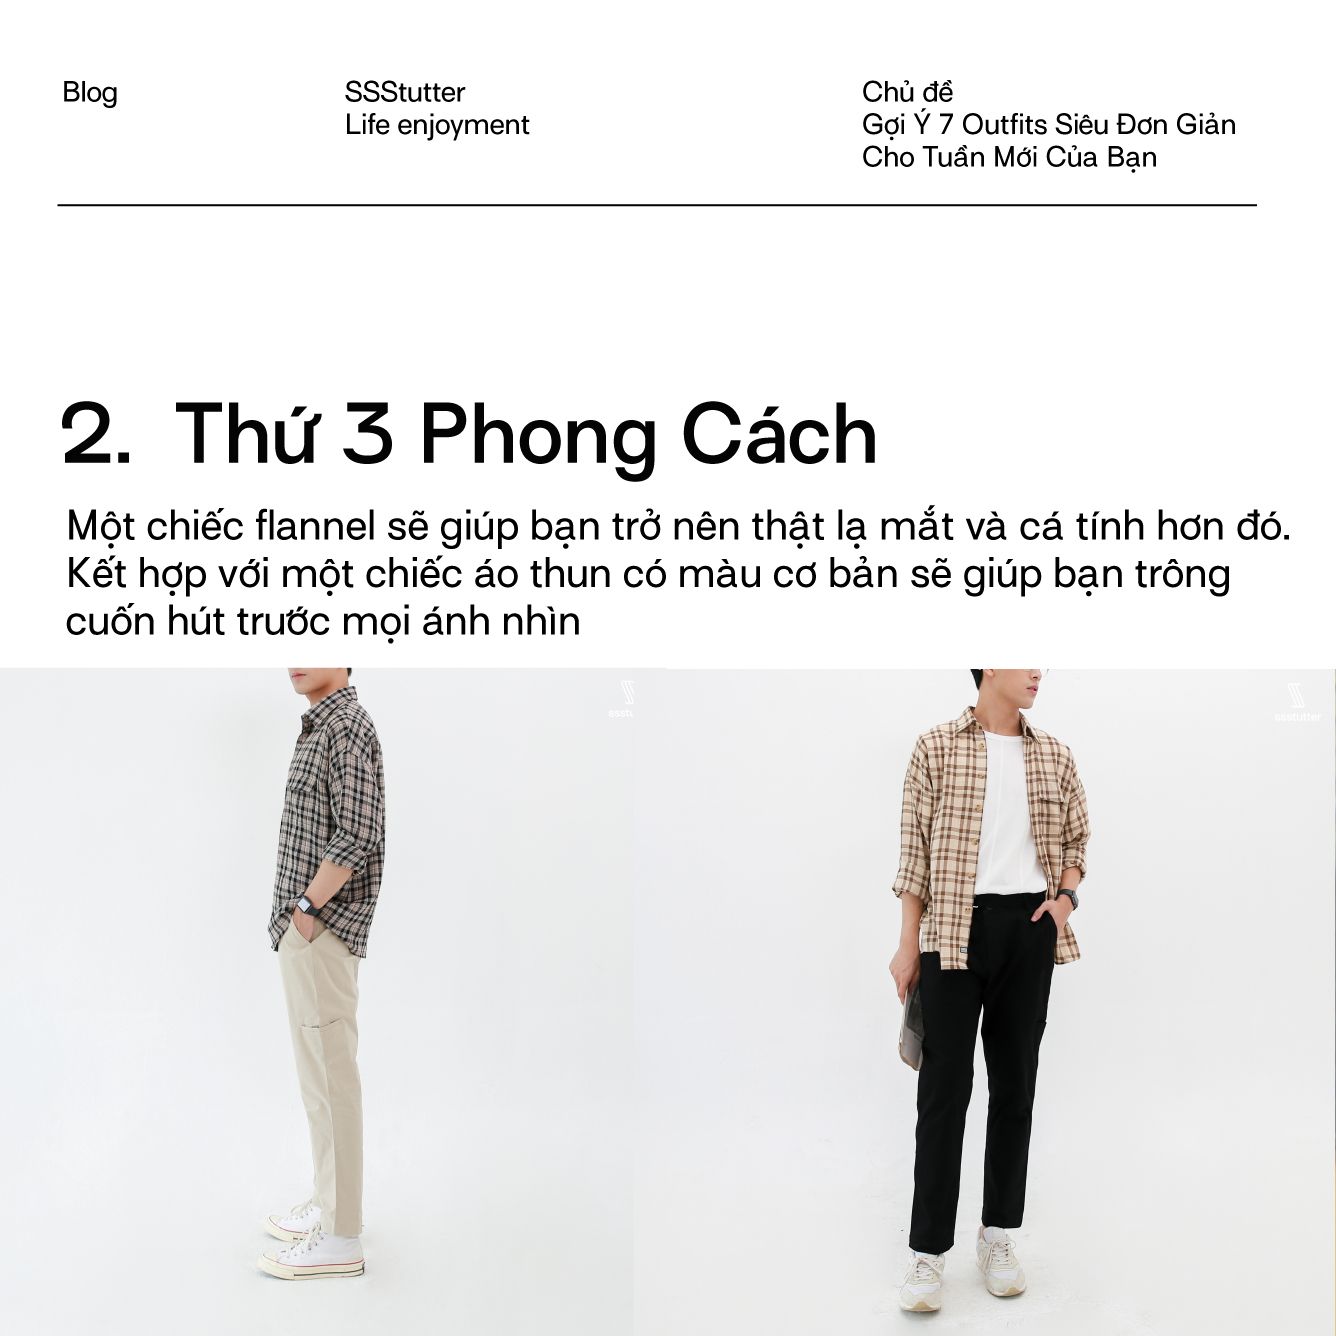 Blog
SSStutter
Life enjoyment
Chủ đề
Gợi Ý 7 Outfits Siêu Đơn Giản
Cho Tuần Mới Của Bạn
2. Thứ 3 Phong Cách
Một chiếc flannel sẽ giúp bạn trở nên thật lạ mắt và cá tính hơn đó.
Kết hợp với một chiếc áo thun có màu cơ bản sẽ giúp bạn trông
cuốn hút trước mọi ánh nhìn
sstu
ssstutter